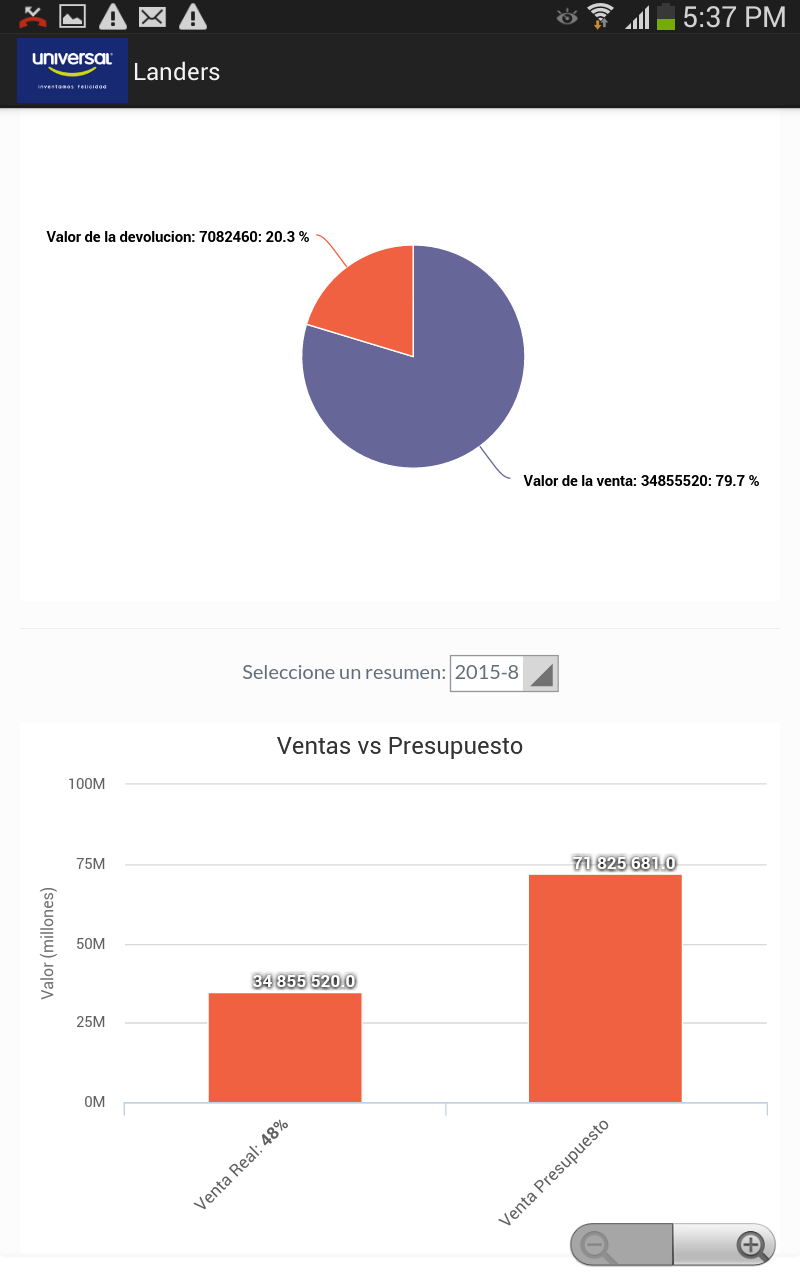 5:37 PM
universal
inventamos felicidad
Landers
Valor de la devolucion: 7082460: 20.3 %
Valor de la venta: 34855520: 79.7 %
Seleccione un resumen: 2015-8
Ventas vs Presupuesto
Valor (millones)
100M
75M
50M
25M
0M
34 855 520.0
71 825 681.0
Venta Real: 48%
Venta Presupuesto